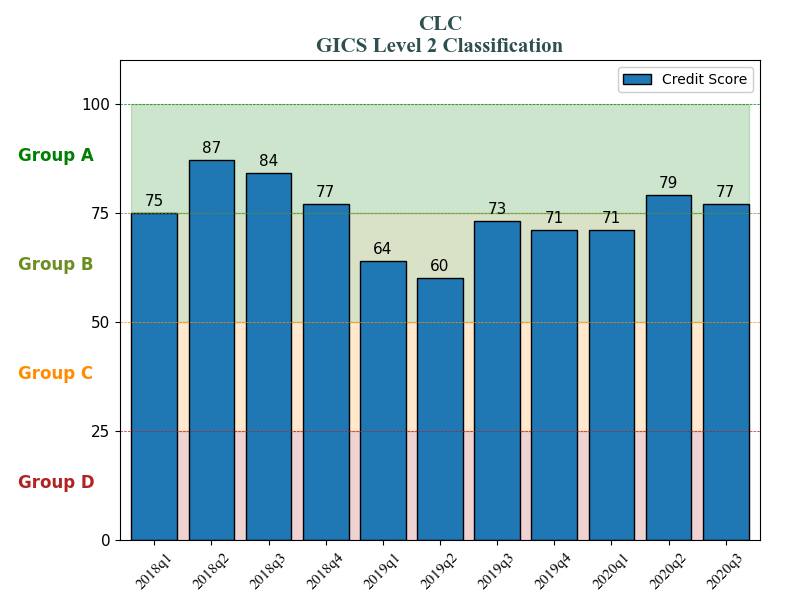 CLC
GICS Level 2 Classification
Credit Score
100
75
50
25
0
Group A
Group B
Group C
Group D
75
87
84
77
64
60
73
71
71
79
77
2018q1
2018q2
2018q3
2018q4
2019q1
2019q2
2019q3
2019q4
2020q1
2020q2
2020q3